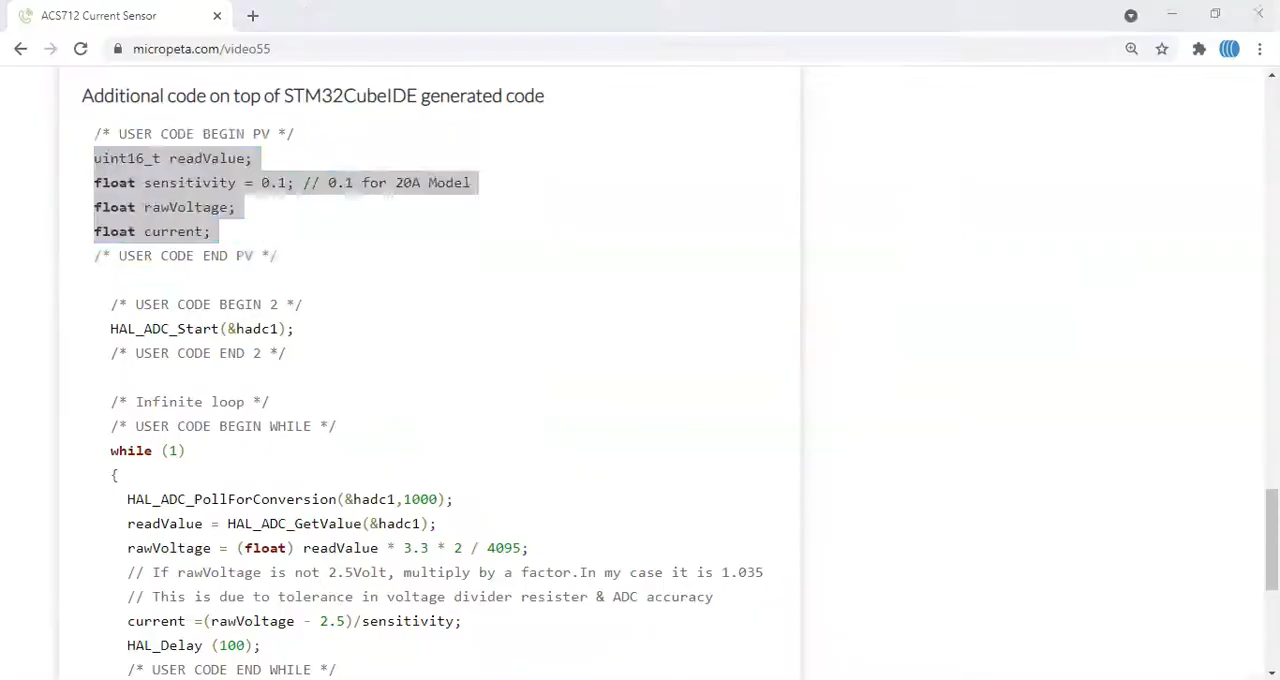 ACS712 Current Sensor
micropeta.com/video55
Additional code on top of STM32CubeIDE generated code
/* USER CODE BEGIN PV */
uint16_t readValue;
float sensitivity = 0.1; // 0.1 for 20A Model
float rawVoltage;
float current;
/* USER CODE END PV */
/* USER CODE BEGIN 2 */
HAL_ADC_Start(&hadc1);
/* USER CODE END 2 */
/* Infinite loop */
/* USER CODE BEGIN WHILE */
while (1)
{
HAL_ADC_PollForConversion(&hadc1,1000);
readValue = HAL_ADC_GetValue(&hadc1);
rawVoltage = (float) readValue * 3.3 * 2 / 4095;
// If rawVoltage is not 2.5Volt, multiply by a factor.In my case it is 1.035
// This is due to tolerance in voltage divider resister & ADC accuracy
current =(rawVoltage - 2.5)/sensitivity;
HAL_Delay (100);
/* USER CODE END WHILE */